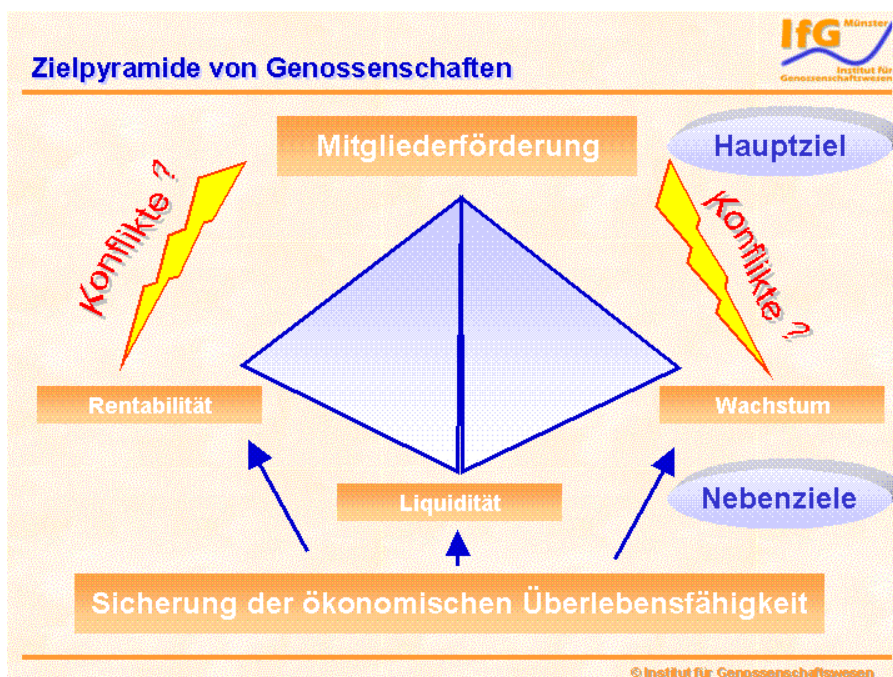 IfG Münster
Institut für
Genossenschaftswesen
Zielpyramide von Genossenschaften
Mitgliederförderung
Hauptziel
Konflikte ?
Konflikte ?
Rentabilität
Wachstum
Liquidität
Nebenziele
Sicherung der ökonomischen Überlebensfähigkeit
© Institut für Genossenschaftswesen